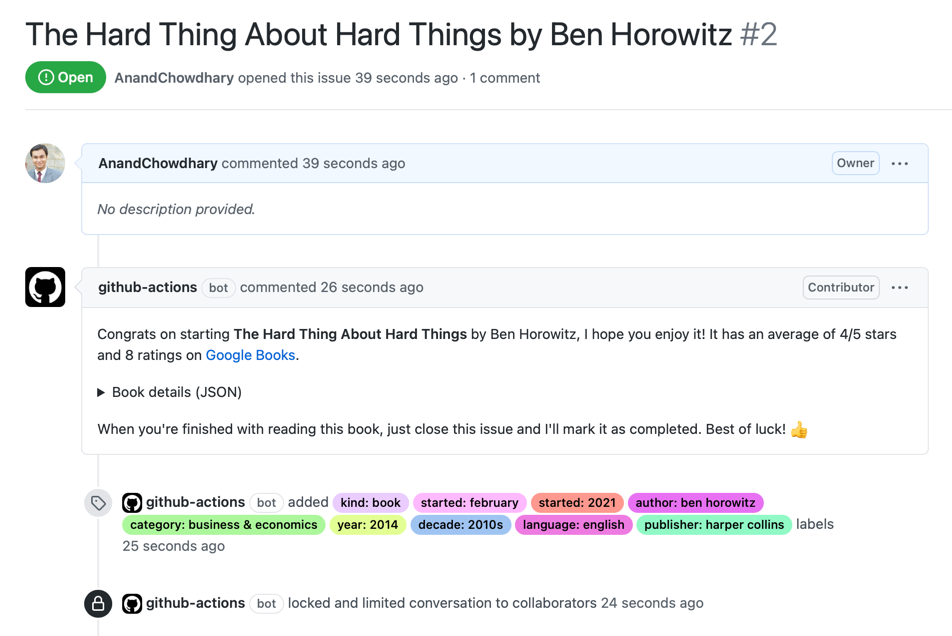 The Hard Thing About Hard Things by Ben Horowitz #2
Open AnandChowdhary opened this issue 39 seconds ago · 1 comment
AnandChowdhary commented 39 seconds ago Owner ···
No description provided.
github-actions bot commented 26 seconds ago Contributor ···
Congrats on starting The Hard Thing About Hard Things by Ben Horowitz, I hope you enjoy it! It has an average of 4/5 stars
and 8 ratings on Google Books.
▶ Book details (JSON)
When you're finished with reading this book, just close this issue and I'll mark it as completed. Best of luck! 👍
github-actions bot added kind: book started: february started: 2021 author: ben horowitz
category: business & economics year: 2014 decade: 2010s language: english publisher: harper collins labels
25 seconds ago
github-actions bot locked and limited conversation to collaborators 24 seconds ago